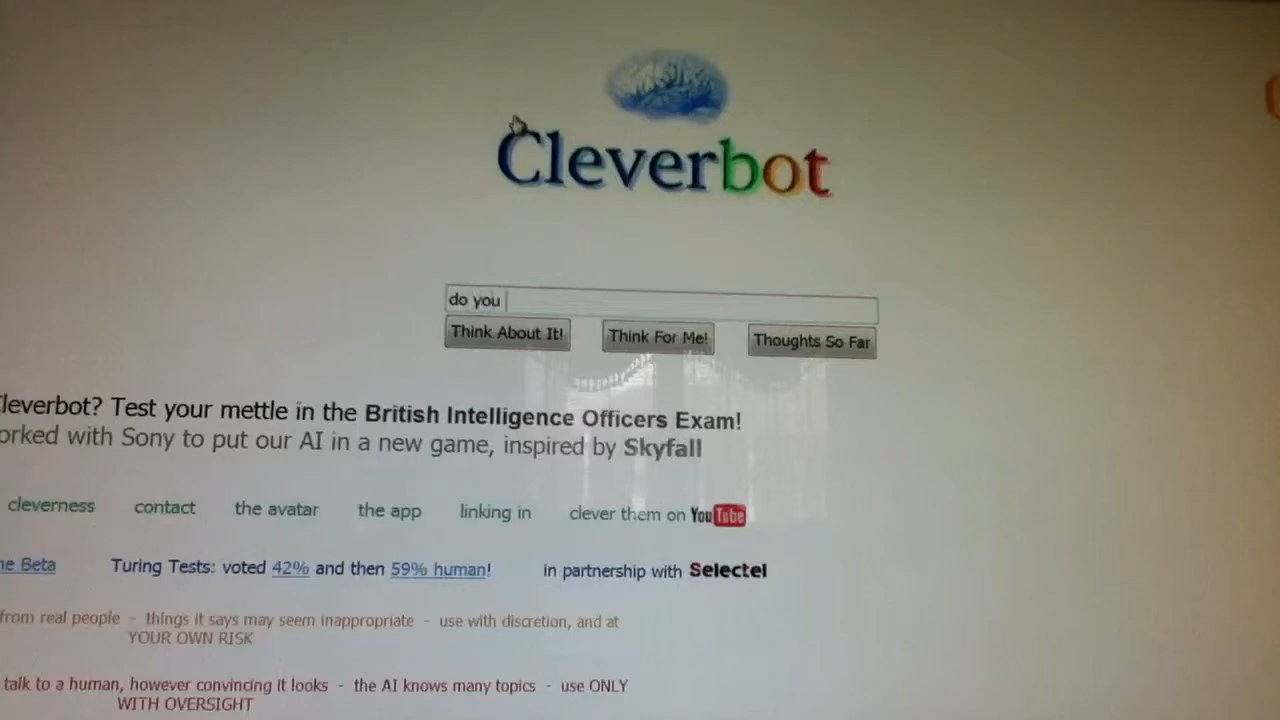 Cleverbot
do you
Think About It!
Think For Me!
Thoughts So Far
Cleverbot? Test your mettle in the British Intelligence Officers Exam!
orked with Sony to put our AI in a new game, inspired by Skyfall
cleverness contact the avatar the app linking in clever them on YouTube
he Beta Turing Tests: voted 42% and then 59% human! in partnership with Selectel
from real people - things it says may seem inappropriate - use with discretion, and at
YOUR OWN RISK
talk to a human, however convincing it looks - the AI knows many topics - use ONLY
WITH OVERSIGHT